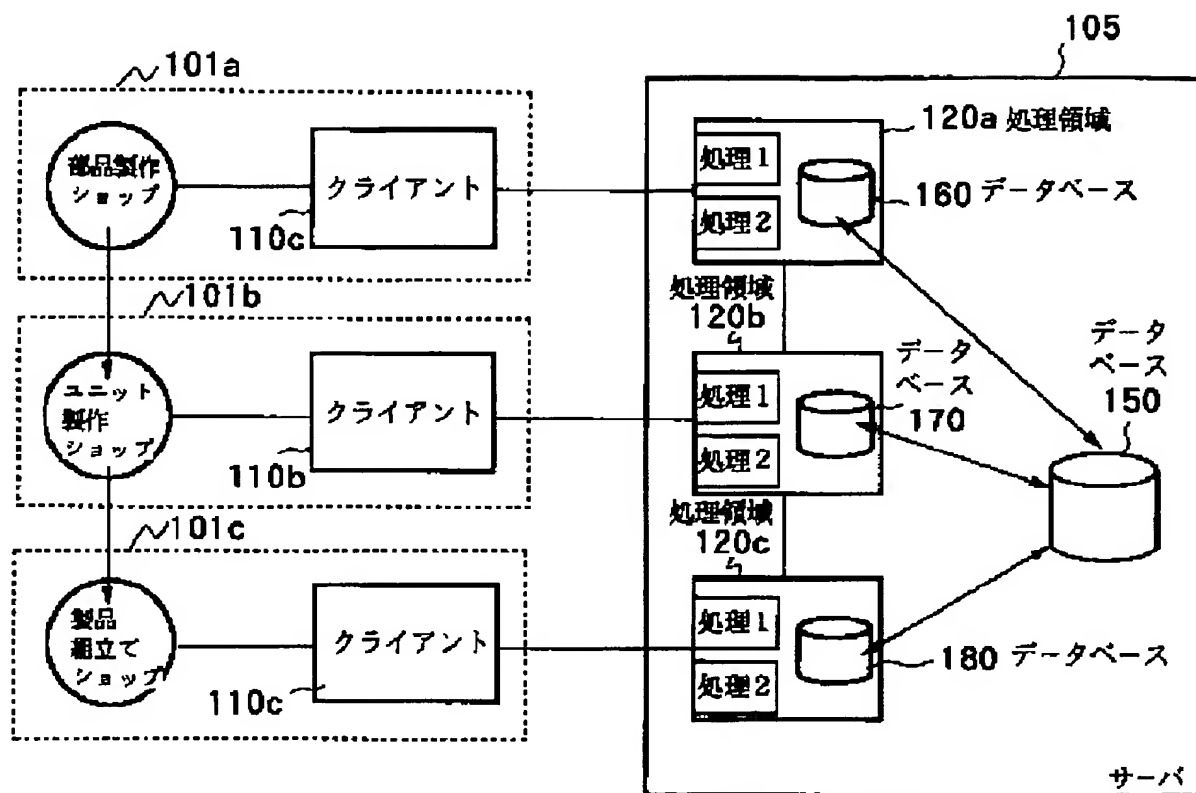 105
101a
部品製作
ショップ
クライアント
110c
処理1
処理2
120a 処理領域
160 データベース
101b
ユニット
製作
ショップ
クライアント
110b
処理領域
120b
処理1
処理2
データ
ベース
170
データ
ベース
150
101c
製品
組立て
ショップ
クライアント
110c
処理領域
120c
処理1
処理2
180 データベース
サーバ